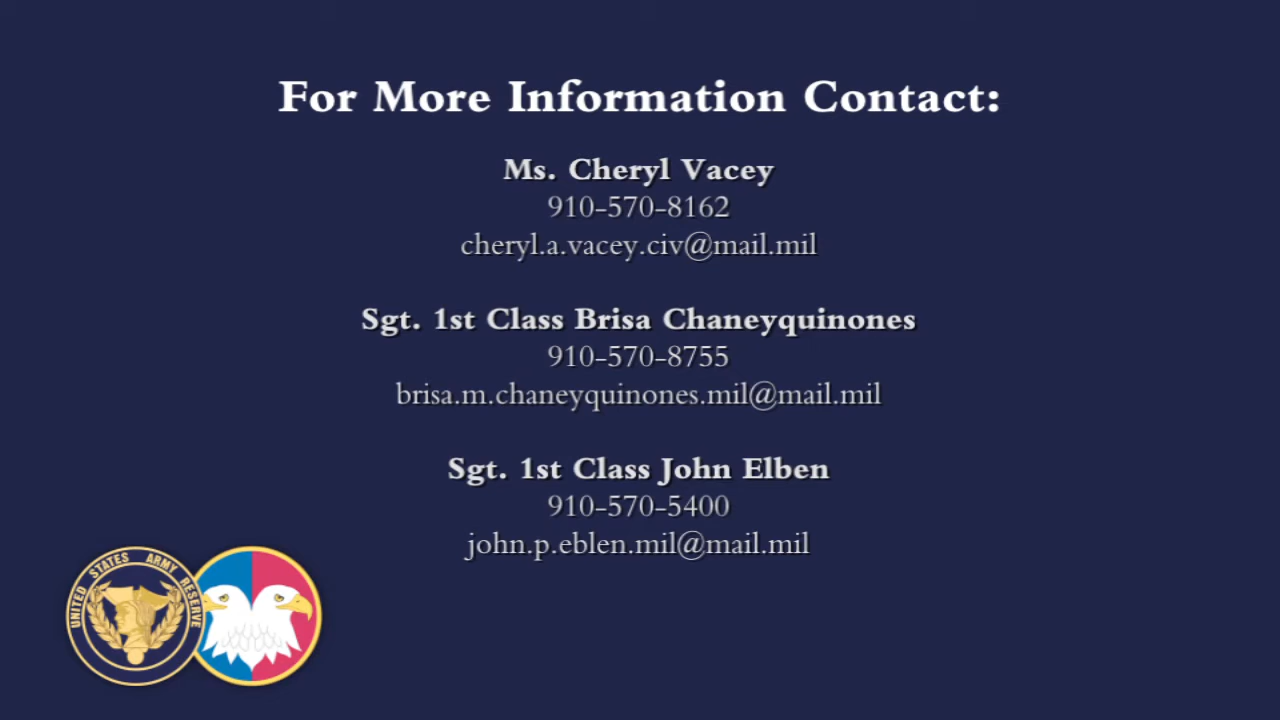 For More Information Contact:
Ms. Cheryl Vacey
910-570-8162
cheryl.a.vacey.civ@mail.mil
Sgt. 1st Class Brisa Chaneyquinones
910-570-8755
brisa.m.chaneyquinones.mil@mail.mil
Sgt. 1st Class John Elben
910-570-5400
john.p.eblen.mil@mail.mil
UNITED STATES ARMY RESERVE